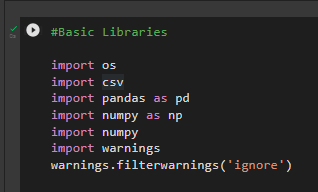 #Basic Libraries
import os
import csv
import pandas as pd
import numpy as np
import numpy
import warnings
warnings.filterwarnings('ignore')